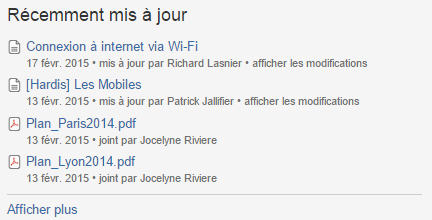 Récemment mis à jour
Connexion à internet via Wi-Fi
17 févr. 2015 • mis à jour par Richard Lasnier • afficher les modifications
[Hardis] Les Mobiles
13 févr. 2015 • mis à jour par Patrick Jallifier • afficher les modifications
Plan_Paris2014.pdf
13 févr. 2015 • joint par Jocelyne Riviere
Plan_Lyon2014.pdf
13 févr. 2015 • joint par Jocelyne Riviere
Afficher plus